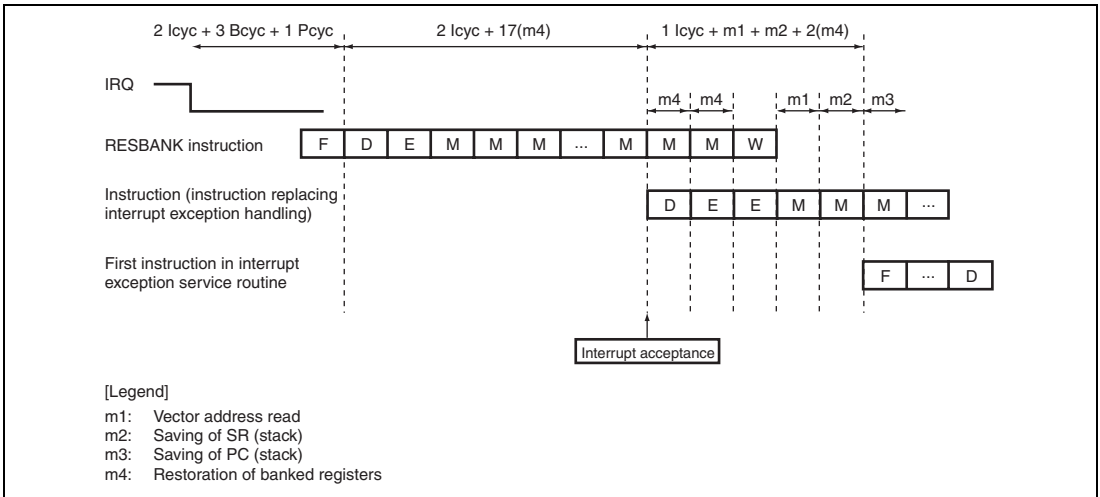 2 Icyc + 3 Bcyc + 1 Pcyc 2 Icyc + 17(m4) 1 Icyc + m1 + m2 + 2(m4)
IRQ
m4 m4 m1 m2 m3
RESBANK instruction F D E M M M ... M M M W
Instruction (instruction replacing
interrupt exception handling) D E E M M M ...
First instruction in interrupt
exception service routine F ... D
Interrupt acceptance
[Legend]
m1: Vector address read
m2: Saving of SR (stack)
m3: Saving of PC (stack)
m4: Restoration of banked registers